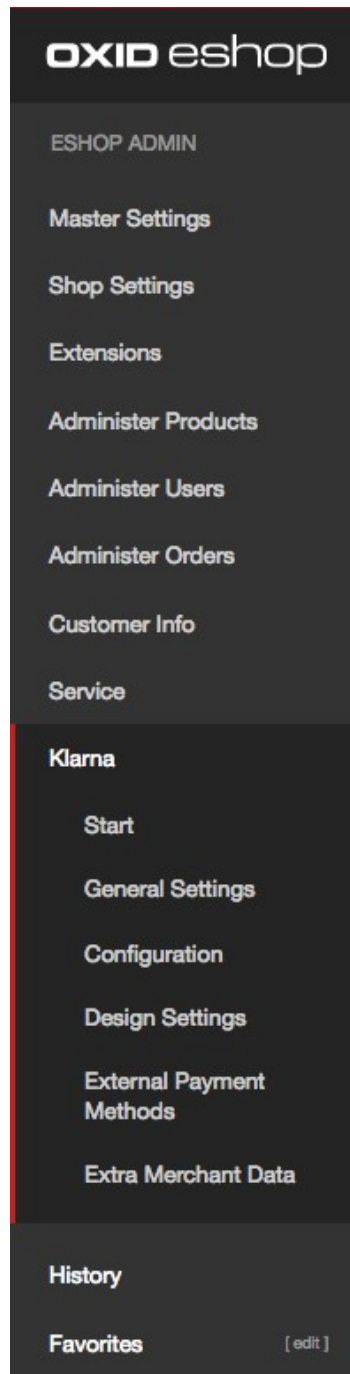 OXID eshop
ESHOP ADMIN
Master Settings
Shop Settings
Extensions
Administer Products
Administer Users
Administer Orders
Customer Info
Service
Klarna
Start
General Settings
Configuration
Design Settings
External Payment
Methods
Extra Merchant Data
History
Favorites [ edit ]